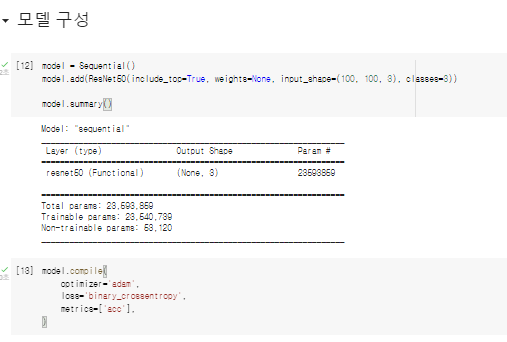 모델 구성
[12] model = Sequential()
model.add(ResNet50(include_top=True, weights=None, input_shape=(100, 100, 3), classes=3))
model.summary()
Model: "sequential"
Layer (type) Output Shape Param #
resnet50 (Functional) (None, 3) 23593859
Total params: 23,593,859
Trainable params: 23,540,739
Non-trainable params: 53,120
[13] model.compile(
optimizer='adam',
loss='binary_crossentropy',
metrics=['acc'],
)